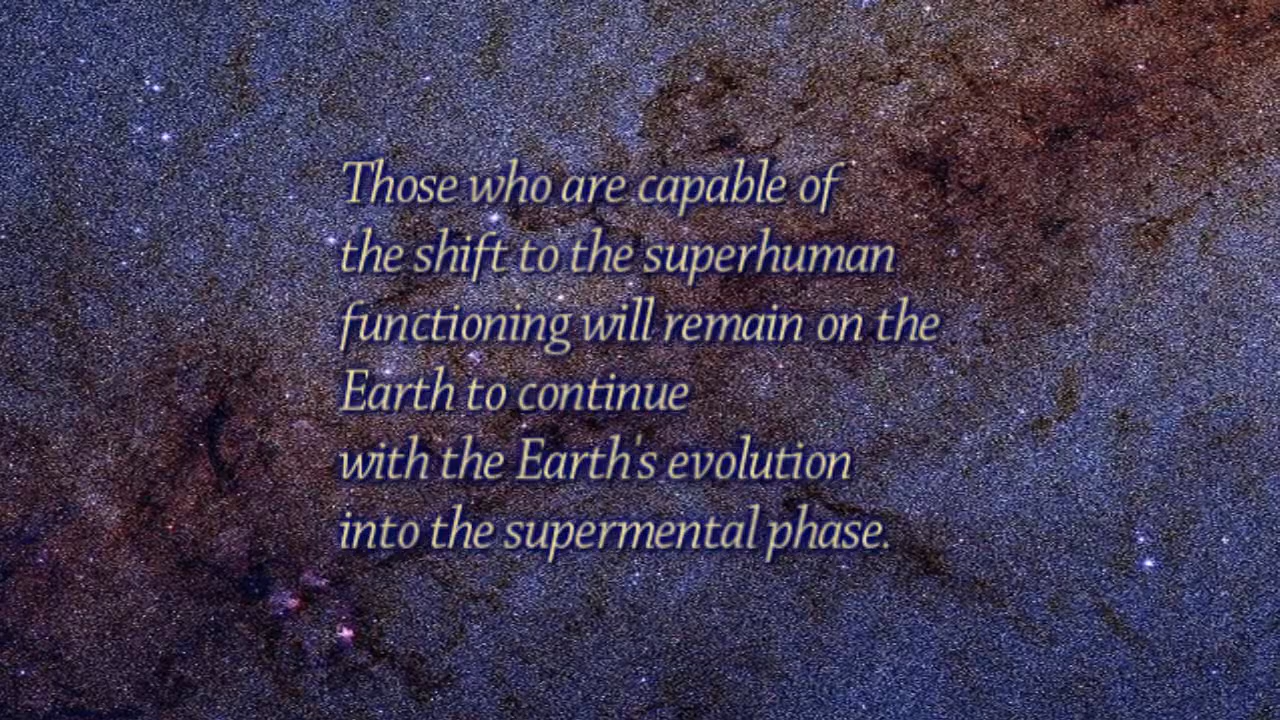 Those who are capable of
the shift to the superhuman
functioning will remain on the
Earth to continue
with the Earth's evolution
into the supermental phase.